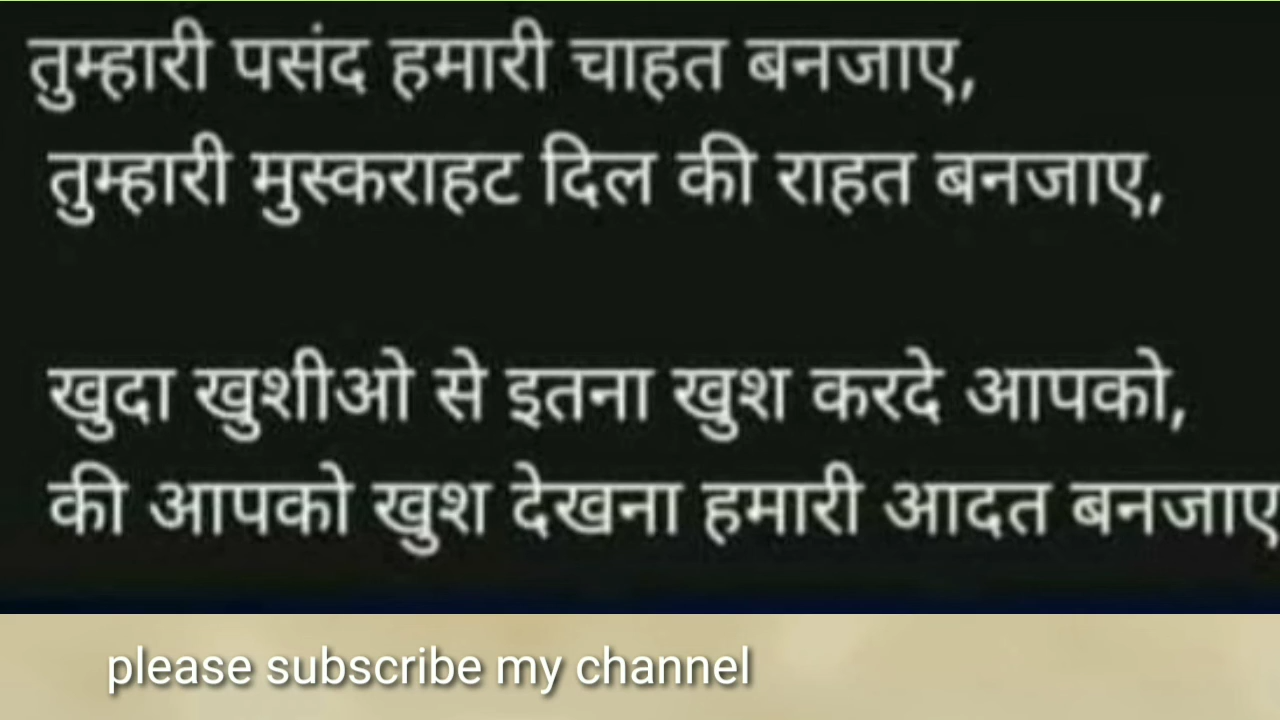 तुम्हारी पसंद हमारी चाहत बनजाए,
तुम्हारी मुस्कराहट दिल की राहत बनजाए,
खुदा खुशीओ से इतना खुश करदे आपको,
की आपको खुश देखना हमारी आदत बनजाए
please subscribe my channel